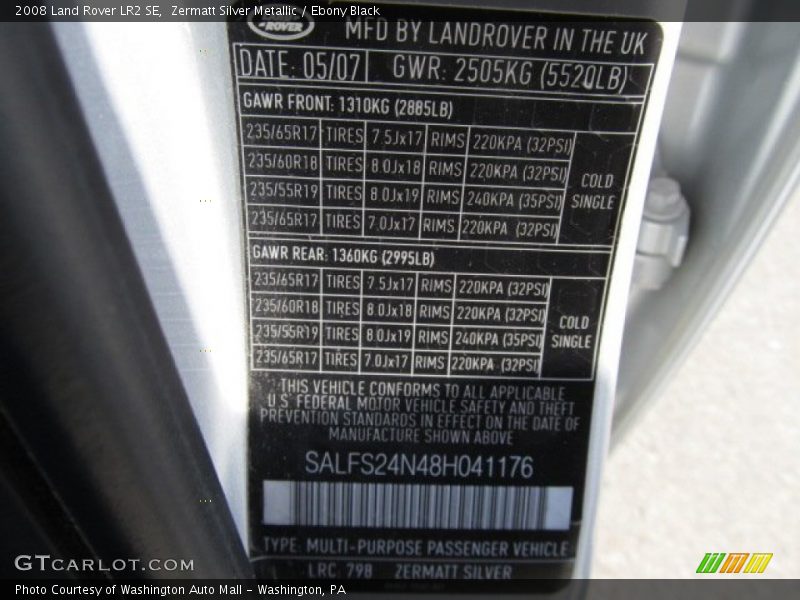 2008 Land Rover LR2 SE,  Zermatt Silver Metallic / Ebony Black
ROVER
MFD BY LANDROVER IN THE UK
DATE: 05/07 GWR: 2505KG (5520LB)
GAWR FRONT: 1310KG (2885LB)
235/65R17 TIRES 7.5Jx17 RIMS 220KPA (32PSI)
235/60R18 TIRES 8.0Jx18 RIMS 220KPA (32PSI)
235/55R19 TIRES 8.0Jx19 RIMS 240KPA (35PSI)
235/65R17 TIRES 7.0Jx17 RIMS 220KPA (32PSI)
COLD
SINGLE
GAWR REAR: 1360KG (2995LB)
235/65R17 TIRES 7.5Jx17 RIMS 220KPA (32PSI)
235/60R18 TIRES 8.0Jx18 RIMS 220KPA (32PSI)
235/55R19 TIRES 8.0Jx19 RIMS 240KPA (35PSI)
235/65R17 TIRES 7.0Jx17 RIMS 220KPA (32PSI)
COLD
SINGLE
THIS VEHICLE CONFORMS TO ALL APPLICABLE
U.S. FEDERAL MOTOR VEHICLE SAFETY AND THEFT
PREVENTION STANDARDS IN EFFECT ON THE DATE OF
MANUFACTURE SHOWN ABOVE
SALFS24N48H041176
TYPE: MULTI-PURPOSE PASSENGER VEHICLE
LRC 798 ZERMATT SILVER
GTCARLOT.COM
Photo Courtesy of Washington Auto Mall - Washington, PA